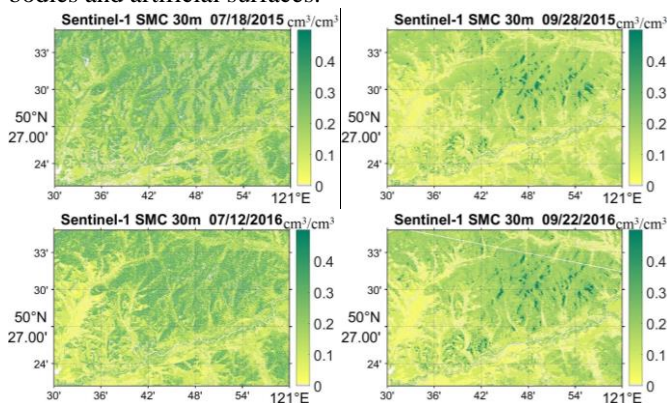 bodies and artificial surfaces.
Sentinel-1 SMC 30m 07/18/2015 cm³/cm³
33'
30'
50°N
27.00'
24'
30' 36' 42' 48' 54' 121°E
0.4
0.3
0.2
0.1
0
Sentinel-1 SMC 30m 09/28/2015 cm³/cm³
33'
30'
50°N
27.00'
24'
30' 36' 42' 48' 54' 121°E
0.4
0.3
0.2
0.1
0
Sentinel-1 SMC 30m 07/12/2016 cm³/cm³
33'
30'
50°N
27.00'
24'
30' 36' 42' 48' 54' 121°E
0.4
0.3
0.2
0.1
0
Sentinel-1 SMC 30m 09/22/2016 cm³/cm³
33'
30'
50°N
27.00'
24'
30' 36' 42' 48' 54' 121°E
0.4
0.3
0.2
0.1
0